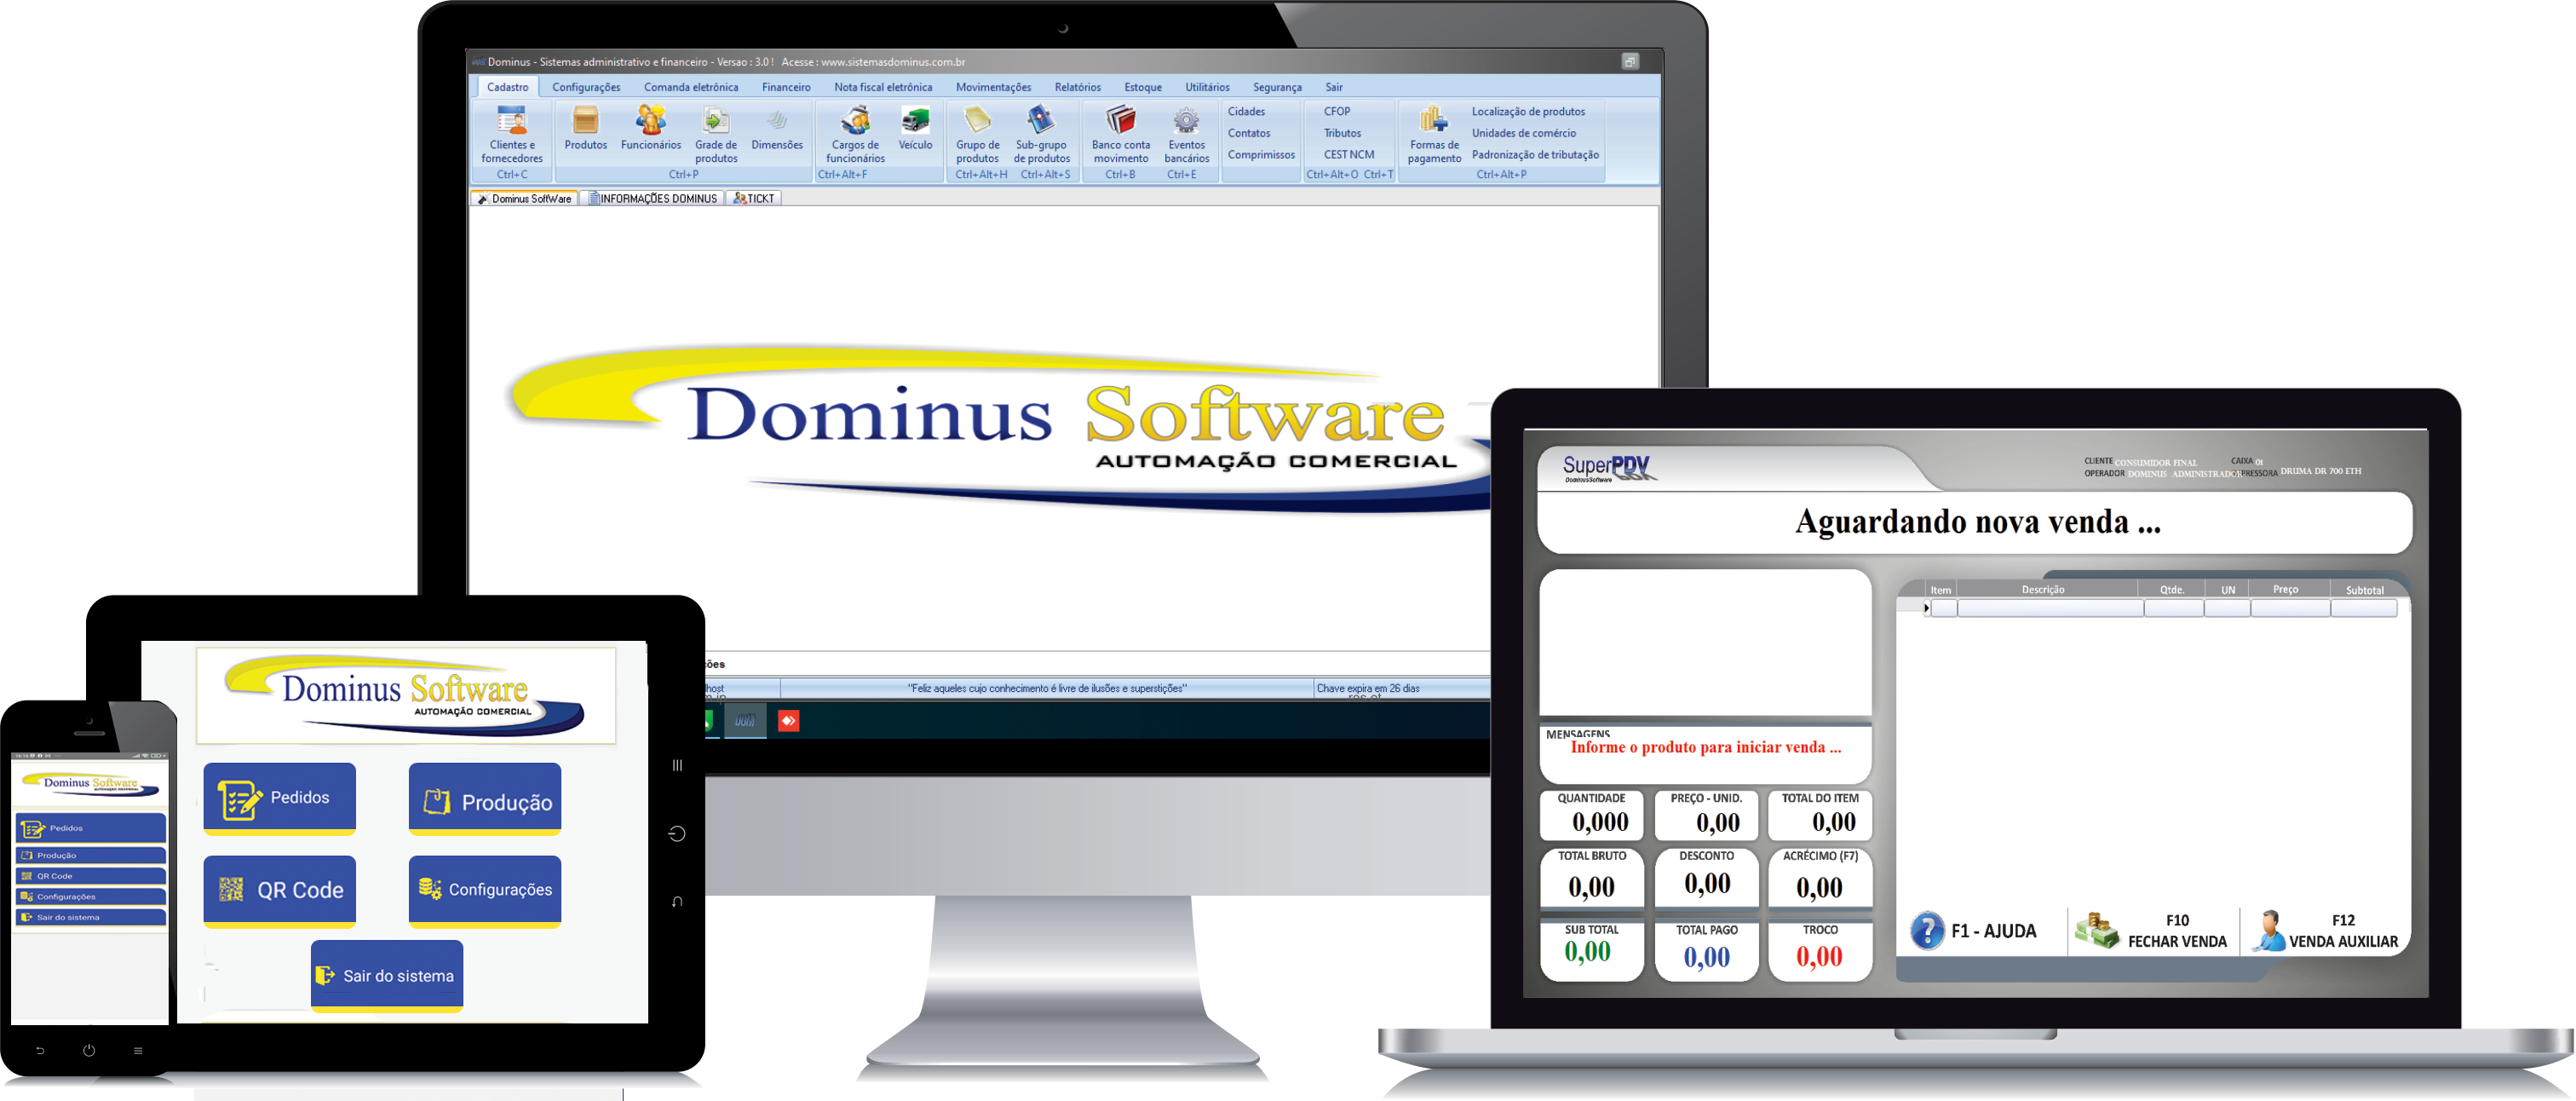 Dominus - Sistemas administrativo e financeiro - Versao : 3.0 !   Acesse : www.sistemasdominus.com.br
Cadastro Configurações Comanda eletrônica Financeiro Nota fiscal eletrônica Movimentações Relatórios Estoque Utilitários Segurança Sair
Clientes e fornecedores
Ctrl+C
Produtos Funcionários Grade de produtos Dimensões
Ctrl+P
Cargos de funcionários Veículo
Ctrl+Alt+F
Grupo de produtos Sub-grupo de produtos
Ctrl+Alt+H Ctrl+Alt+S
Banco conta movimento Eventos bancários
Ctrl+B Ctrl+E
Cidades
Contatos
Comprimissos
CFOP
Tributos
CEST NCM
Ctrl+Alt+O Ctrl+T
Formas de pagamento
Localização de produtos
Unidades de comércio
Padronização de tributação
Ctrl+Alt+P
Dominus SoftWare INFORMAÇÕES DOMINUS TICKT
Dominus Software
AUTOMAÇÃO COMERCIAL
ções
lhost "Feliz aqueles cujo conhecimento é livre de ilusões e superstições" Chave expira em 26 dias
SuperPDV
DominusSoftware
CLIENTE CONSUMIDOR FINAL CAIXA 01
OPERADOR DOMINUS ADMINISTRADOR PRESSORA DRUMA DR 700 ETH
Aguardando nova venda ...
Item Descrição Qtde. UN Preço Subtotal
MENSAGENS
Informe o produto para iniciar venda ...
QUANTIDADE PREÇO - UNID. TOTAL DO ITEM
0,000 0,00 0,00
TOTAL BRUTO DESCONTO ACRÉCIMO (F7)
0,00 0,00 0,00
SUB TOTAL TOTAL PAGO TROCO
0,00 0,00 0,00
F1 - AJUDA
F10
FECHAR VENDA
F12
VENDA AUXILIAR
Dominus Software
AUTOMAÇÃO COMERCIAL
Pedidos
Produção
QR Code
Configurações
Sair do sistema
Dominus Software
AUTOMAÇÃO COMERCIAL
Pedidos
Produção
QR Code
Configurações
Sair do sistema